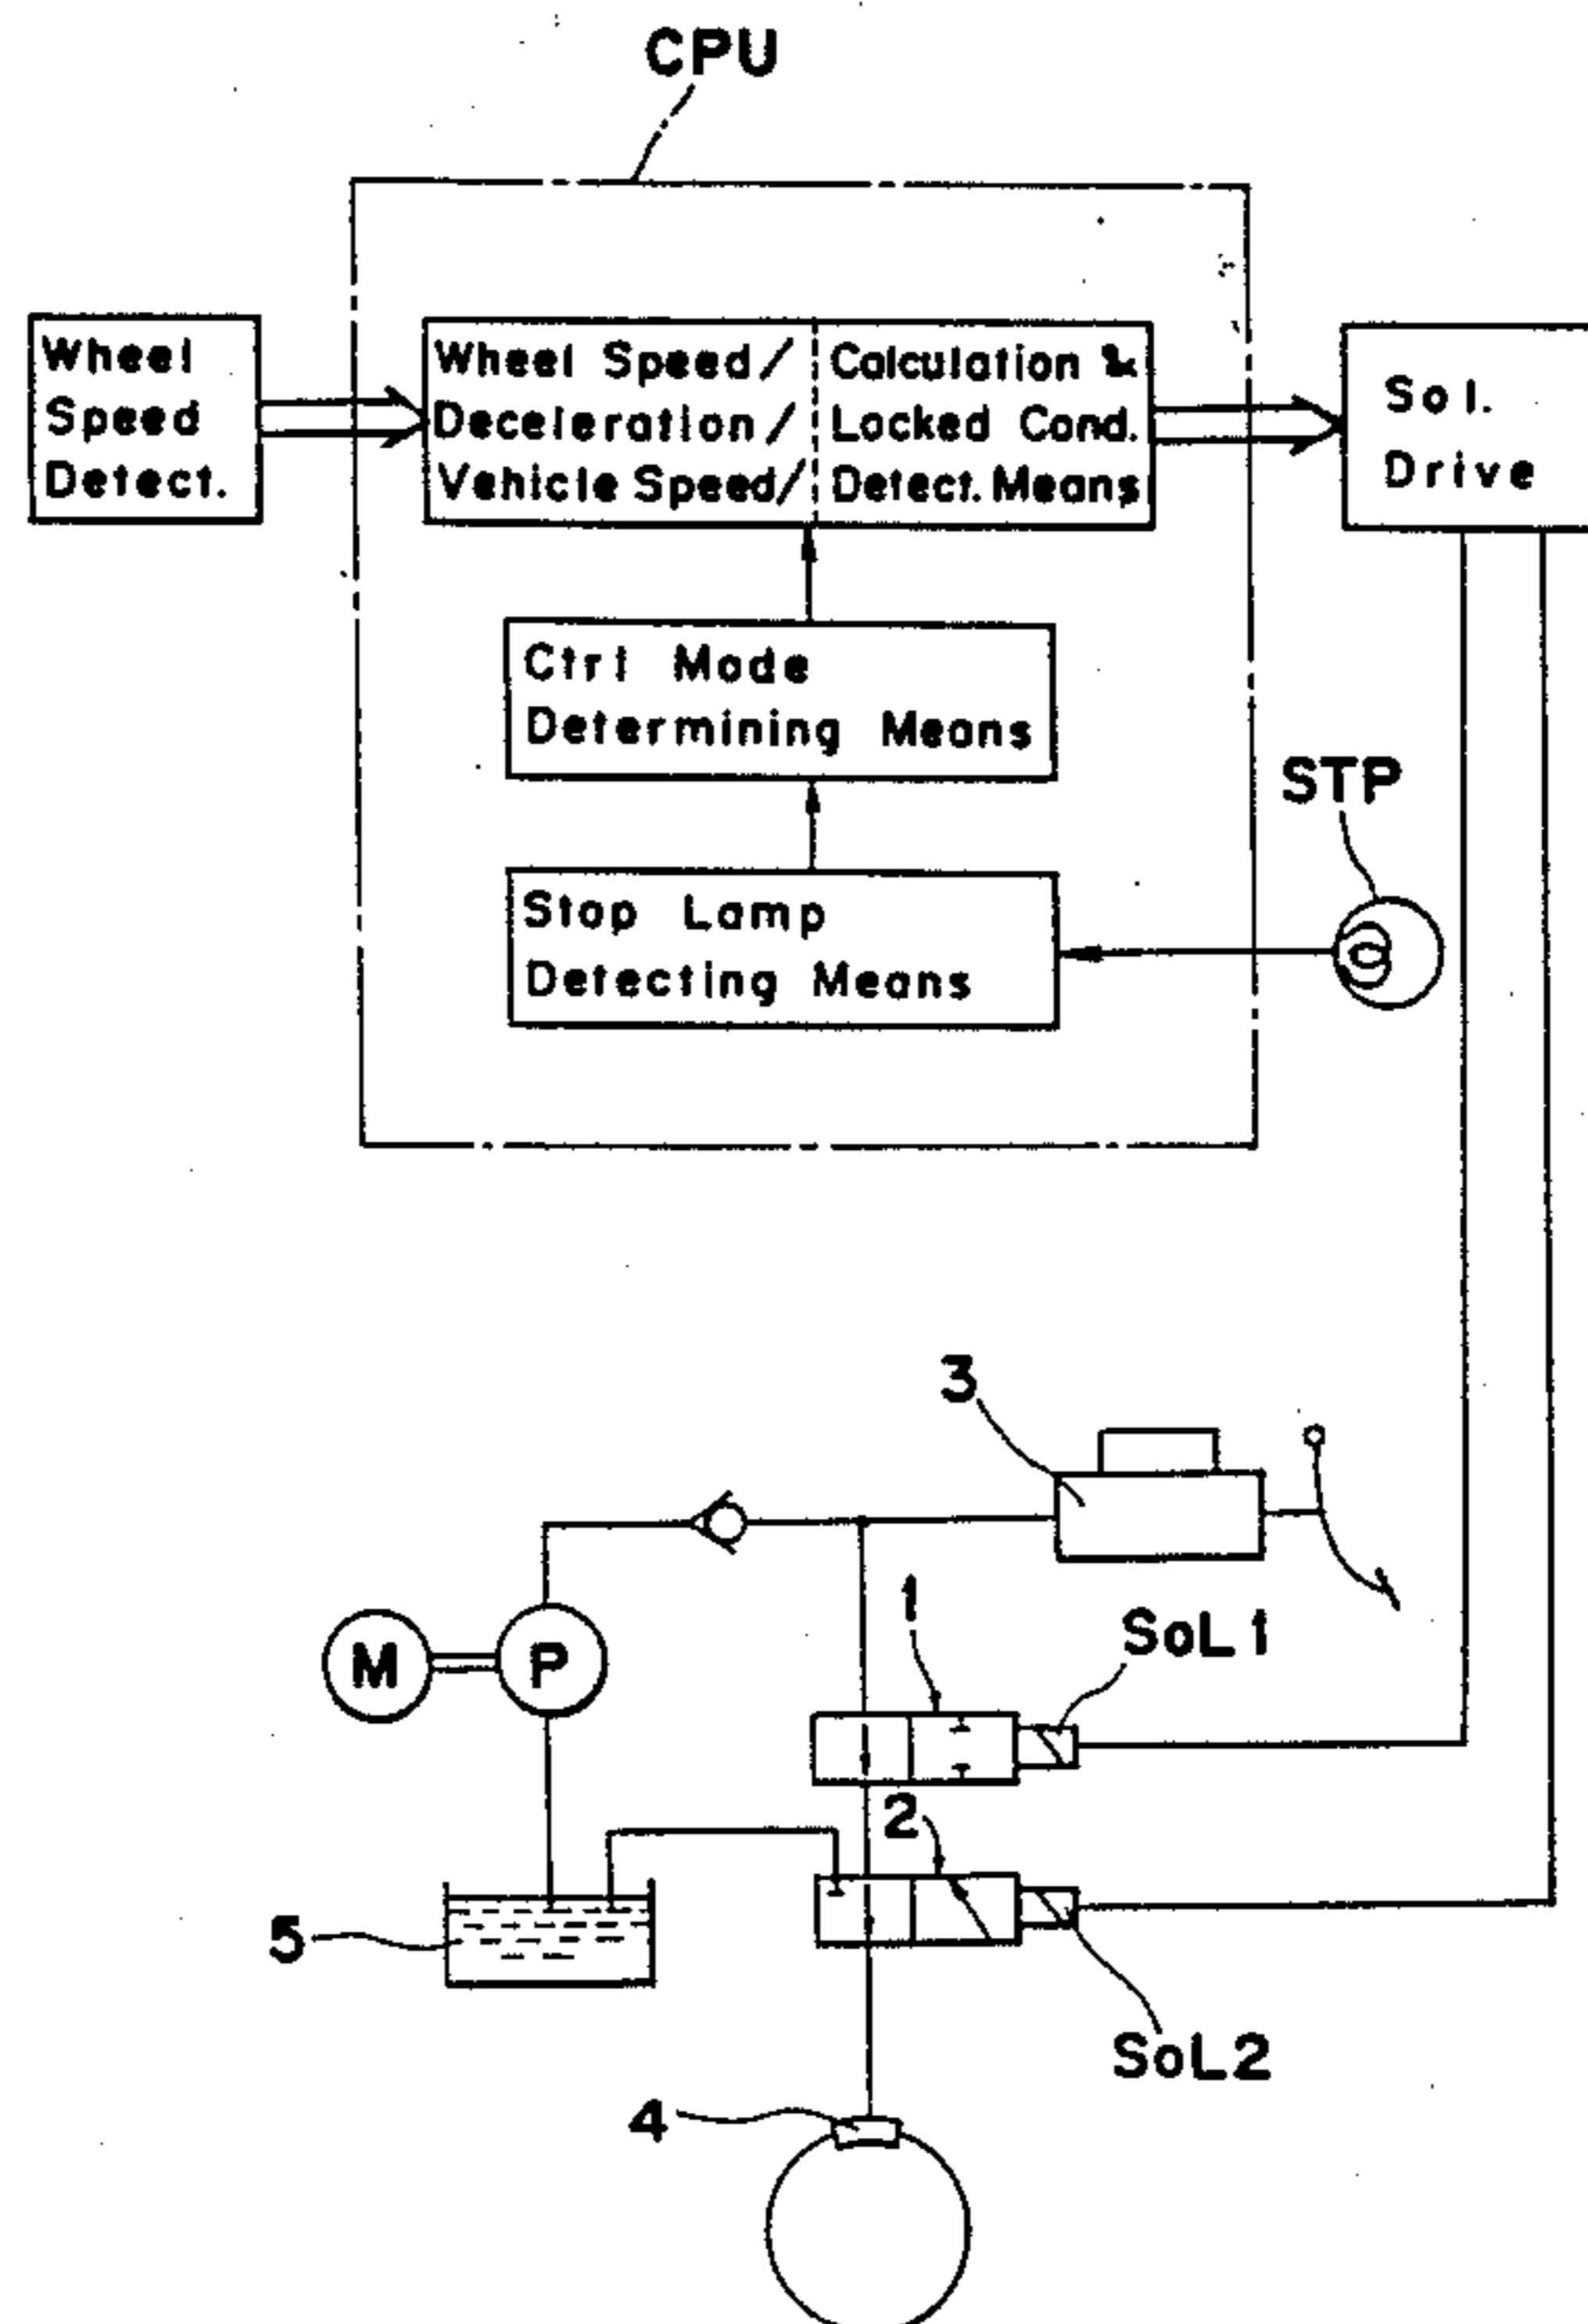 CPU
Wheel
Speed
Detect.
Wheel Speed/
Deceleration/
Vehicle Speed/
Calculation &
Locked Cond.
Detect. Means
Sol.
Drive
Ctrl Mode
Determining Means
STP
Stop Lamp
Detecting Means
3
1
SoL1
M
P
2
5
SoL2
4